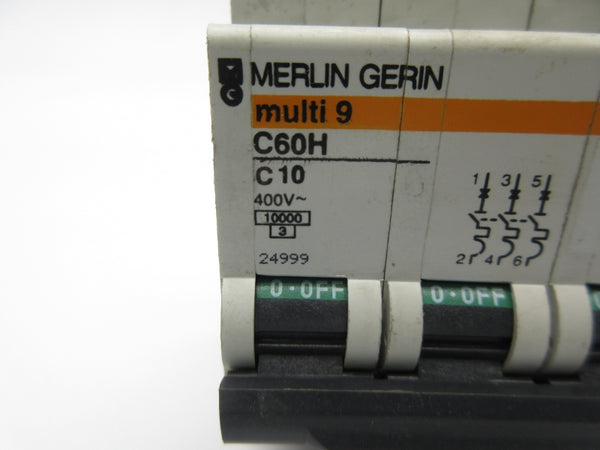 MERLIN GERIN
multi 9
C60H
C 10
400V~
10000
3
24999
1 3 5
2 4 6
0·OFF 0·OFF